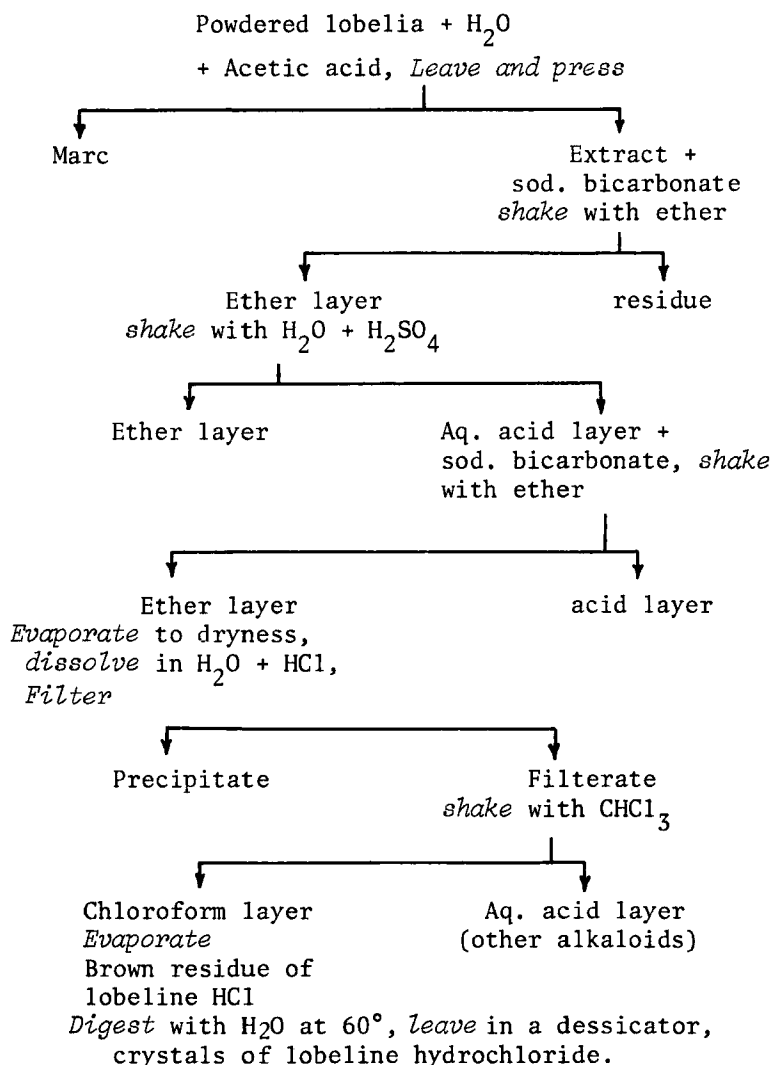 Powdered lobelia + H2O
+ Acetic acid, Leave and press
Marc
Extract +
sod. bicarbonate
shake with ether
Ether layer
shake with H2O + H2SO4
residue
Ether layer
Aq. acid layer +
sod. bicarbonate, shake
with ether
Ether layer
Evaporate to dryness,
dissolve in H2O + HCl,
Filter
acid layer
Precipitate
Filterate
shake with CHCl3
Chloroform layer
Evaporate
Brown residue of
lobeline HCl
Aq. acid layer
(other alkaloids)
Digest with H2O at 60°, leave in a dessicator,
crystals of lobeline hydrochloride.